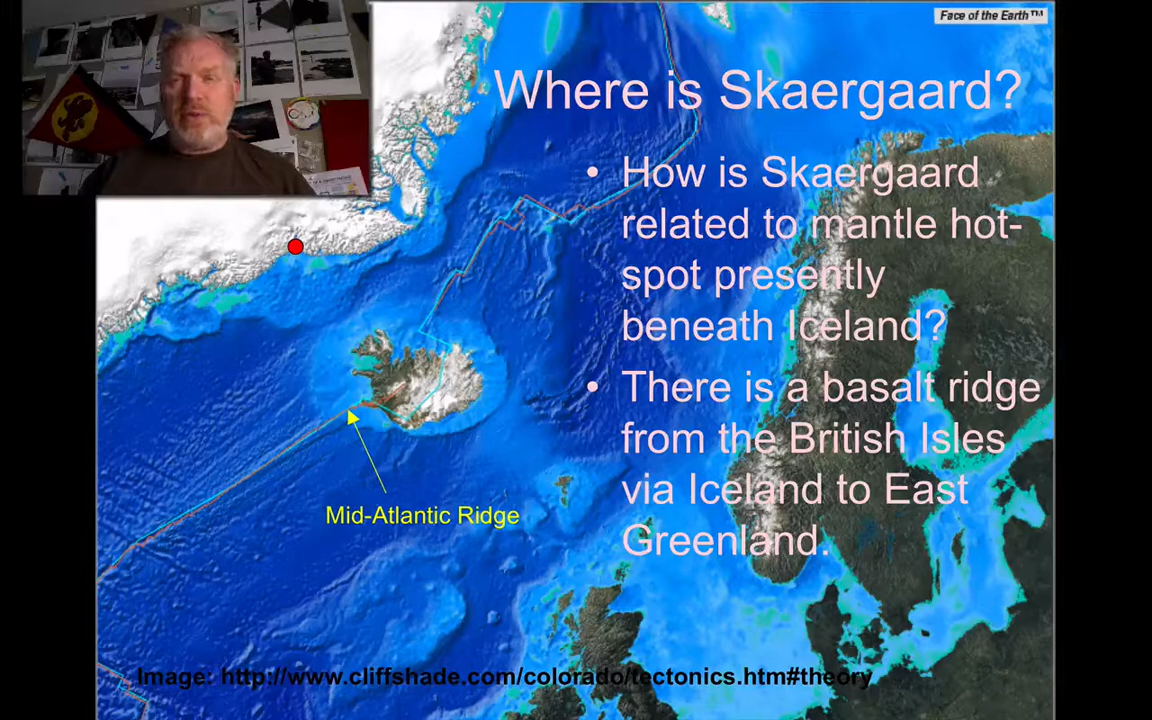 Face of the Earth™
Where is Skaergaard?
• How is Skaergaard
related to mantle hot-
spot presently
beneath Iceland?
• There is a basalt ridge
from the British Isles
via Iceland to East
Greenland.
Mid-Atlantic Ridge
Image: http://www.cliffshade.com/colorado/tectonics.htm#theory